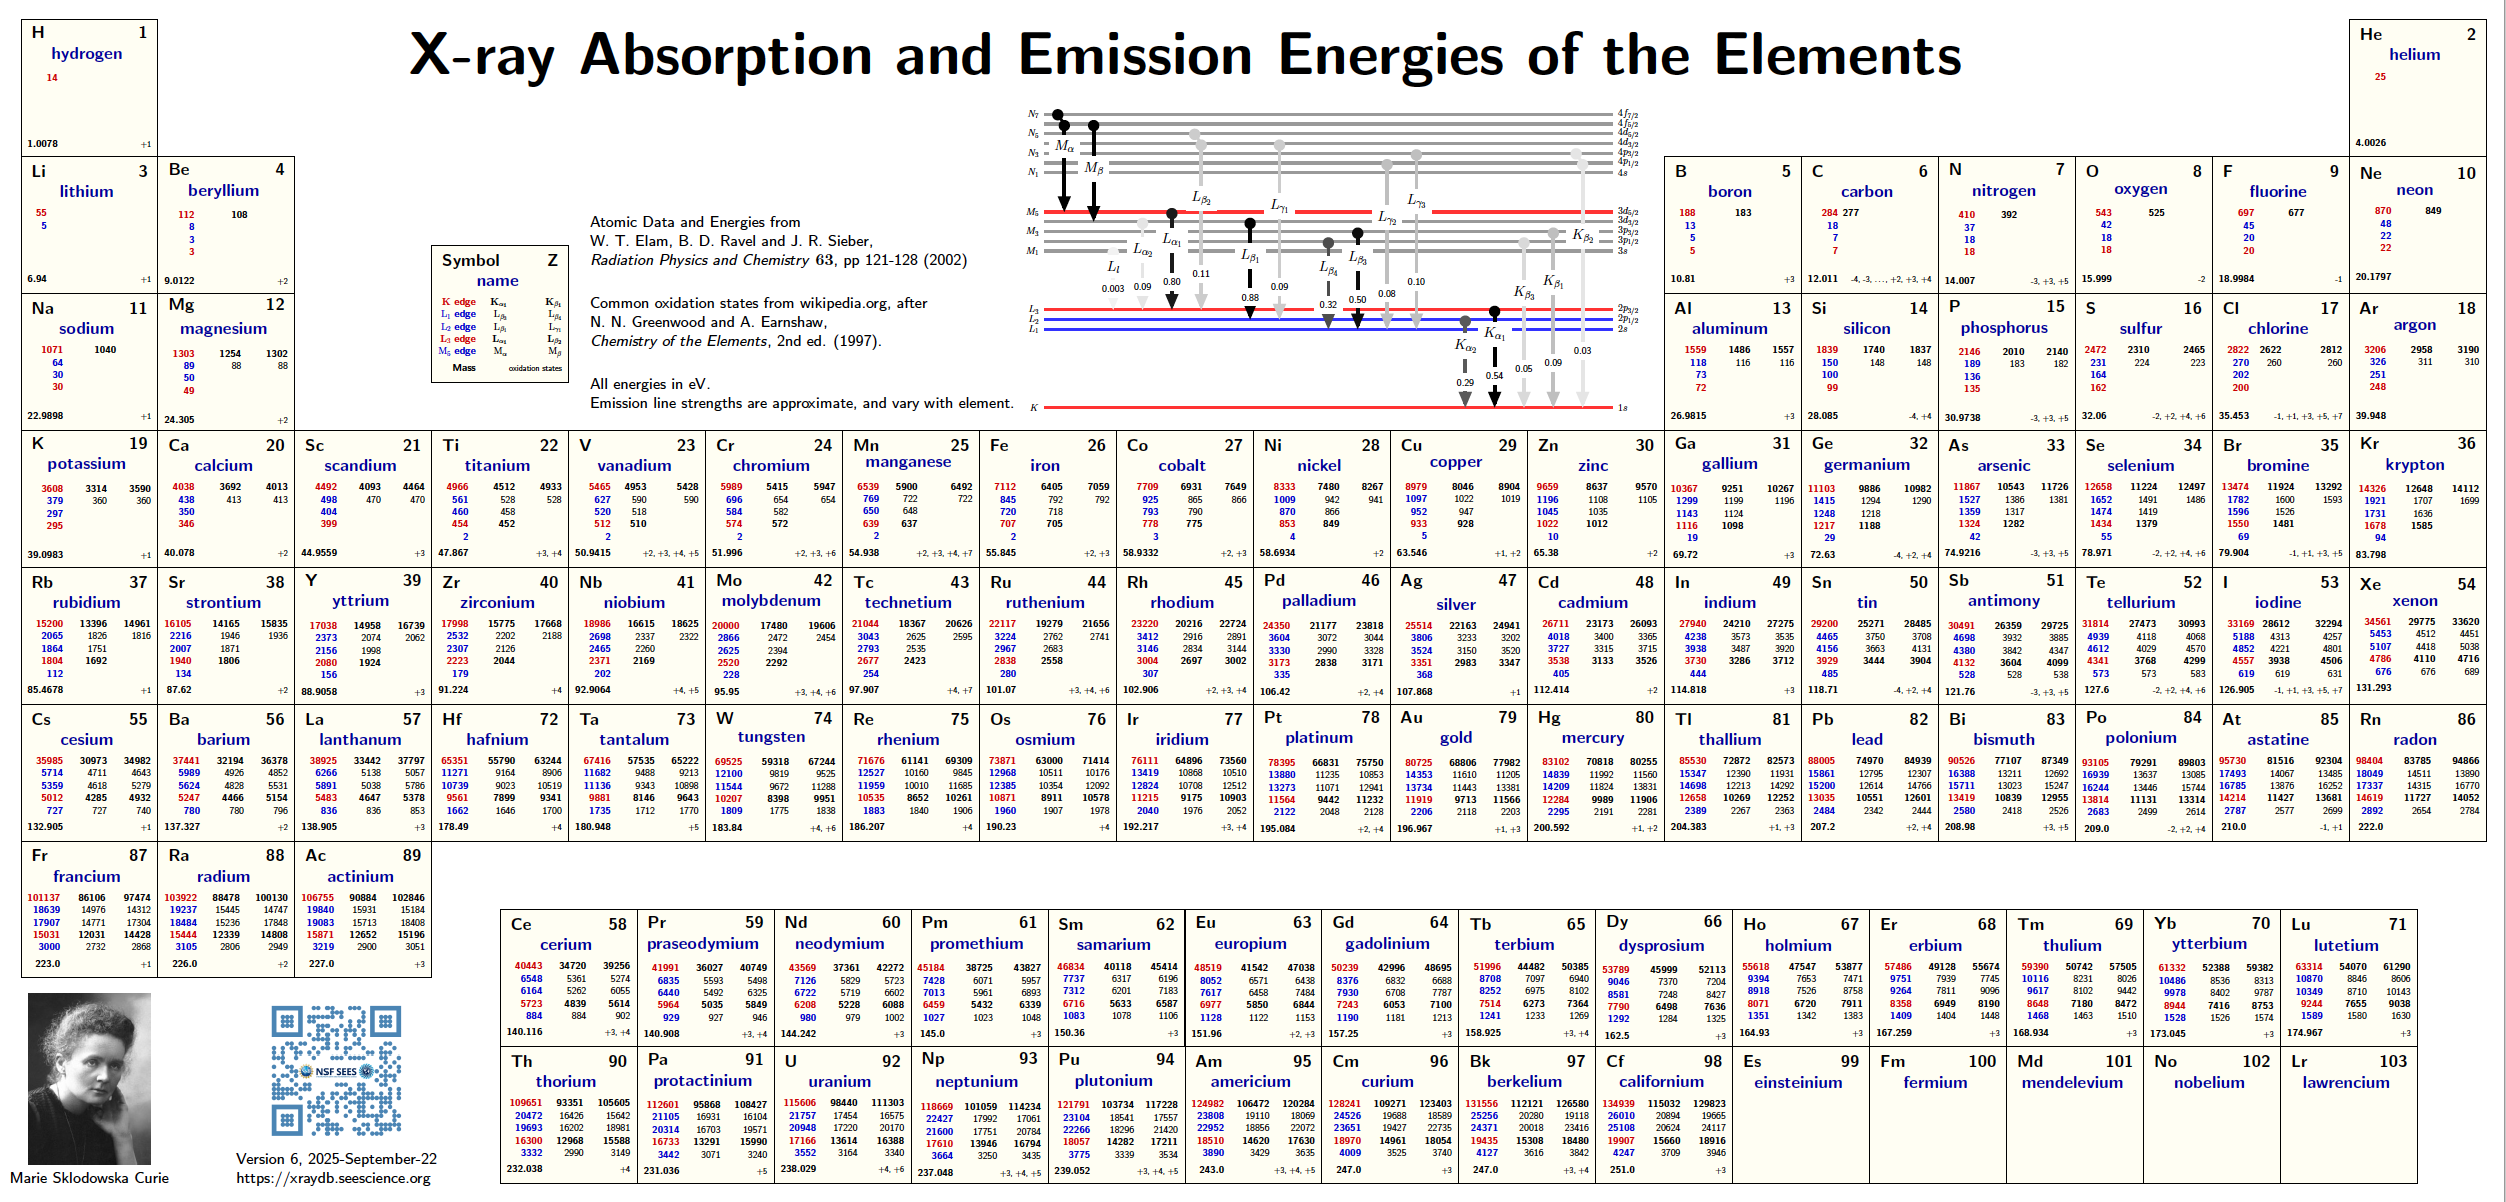 X-ray Absorption and Emission Energies of the Elements
H 1
hydrogen
14
1.0078 +1
He 2
helium
25
4.0026
Li 3
lithium
55
5
6.94 +1
Be 4
beryllium
112 108
8
3
3
9.0122 +2
Symbol Z
name
K edge Kα1 Kβ1
L1 edge Lβ3 Lβ4
L2 edge Lβ1 Lγ1
L3 edge Lα1 Lβ2
M5 edge Mα Mβ
Mass oxidation states
Atomic Data and Energies from
W. T. Elam, B. D. Ravel and J. R. Sieber,
Radiation Physics and Chemistry 63, pp 121-128 (2002)
Common oxidation states from wikipedia.org, after
N. N. Greenwood and A. Earnshaw,
Chemistry of the Elements, 2nd ed. (1997).
All energies in eV.
Emission line strengths are approximate, and vary with element.
N7 4f7/2
4f5/2
N5 4d5/2
4d3/2
N3 4p3/2
4p1/2
N1 4s
M5 3d5/2
3d3/2
M3 3p3/2
3p1/2
M1 3s
L3 2p3/2
L2 2p1/2
L1 2s
K 1s
Mα Mβ
Lβ2 Lγ1 Lγ2 Lγ3
Ll Lα2 Lα1 Lβ1 Lβ4 Lβ3
0.003 0.09 0.80 0.11 0.88 0.09 0.32 0.50 0.08 0.10
Kα2 Kα1 Kβ3 Kβ1 Kβ2
0.29 0.54 0.05 0.09 0.03
B 5
boron
188 183
13
5
5
10.81 +3
C 6
carbon
284 277
18
7
7
12.011 -4, -3, ..., +2, +3, +4
N 7
nitrogen
410 392
37
18
18
14.007 -3, +3, +5
O 8
oxygen
543 525
42
18
18
15.999 -2
F 9
fluorine
697 677
45
20
20
18.9984 -1
Ne 10
neon
870 849
48
22
22
20.1797
Na 11
sodium
1071 1040
64
30
30
22.9898 +1
Mg 12
magnesium
1303 1254 1302
89 88 88
50
49
24.305 +2
Al 13
aluminum
1559 1486 1557
118 116 116
73
72
26.9815 +3
Si 14
silicon
1839 1740 1837
150 148 148
100
99
28.085 -4, +4
P 15
phosphorus
2146 2010 2140
189 183 182
136
135
30.9738 -3, +3, +5
S 16
sulfur
2472 2310 2465
231 224 223
164
162
32.06 -2, +2, +4, +6
Cl 17
chlorine
2822 2622 2812
270 260 260
202
200
35.453 -1, +1, +3, +5, +7
Ar 18
argon
3206 2958 3190
326 311 310
251
248
39.948
K 19
potassium
3608 3314 3590
379 360 360
297
295
39.0983 +1
Ca 20
calcium
4038 3692 4013
438 413 413
350
346
40.078 +2
Sc 21
scandium
4492 4093 4464
498 470 470
404
399
44.9559 +3
Ti 22
titanium
4966 4512 4933
561 528 528
460 458
454 452
2
47.867 +3, +4
V 23
vanadium
5465 4953 5428
627 590 590
520 518
512 510
2
50.9415 +2, +3, +4, +5
Cr 24
chromium
5989 5415 5947
696 654 654
584 582
574 572
2
51.996 +2, +3, +6
Mn 25
manganese
6539 5900 6492
769 722 722
650 648
639 637
2
54.938 +2, +3, +4, +7
Fe 26
iron
7112 6405 7059
845 792 792
720 718
707 705
2
55.845 +2, +3
Co 27
cobalt
7709 6931 7649
925 865 866
793 790
778 775
3
58.9332 +2, +3
Ni 28
nickel
8333 7480 8267
1009 942 941
870 866
853 849
4
58.6934 +2
Cu 29
copper
8979 8046 8904
1097 1022 1019
952 947
933 928
5
63.546 +1, +2
Zn 30
zinc
9659 8637 9570
1196 1108 1105
1045 1035
1022 1012
10
65.38 +2
Ga 31
gallium
10367 9251 10267
1299 1199 1196
1143 1124
1116 1098
19
69.72 +3
Ge 32
germanium
11103 9886 10982
1415 1294 1290
1248 1218
1217 1188
29
72.63 -4, +2, +4
As 33
arsenic
11867 10543 11726
1527 1386 1381
1359 1317
1324 1282
42
74.9216 -3, +3, +5
Se 34
selenium
12658 11224 12497
1652 1491 1486
1474 1419
1434 1379
55
78.971 -2, +2, +4, +6
Br 35
bromine
13474 11924 13292
1782 1600 1593
1596 1526
1550 1481
69
79.904 -1, +1, +3, +5
Kr 36
krypton
14326 12648 14112
1921 1707 1699
1731 1636
1678 1585
94
83.798
Rb 37
rubidium
15200 13396 14961
2065 1826 1816
1864 1751
1804 1692
112
85.4678 +1
Sr 38
strontium
16105 14165 15835
2216 1946 1936
2007 1871
1940 1806
134
87.62 +2
Y 39
yttrium
17038 14958 16739
2373 2074 2062
2156 1998
2080 1924
156
88.9058 +3
Zr 40
zirconium
17998 15775 17668
2532 2202 2188
2307 2126
2223 2044
179
91.224 +4
Nb 41
niobium
18986 16615 18625
2698 2337 2322
2465 2260
2371 2169
202
92.9064 +4, +5
Mo 42
molybdenum
20000 17480 19606
2866 2472 2454
2625 2394
2520 2292
228
95.95 +3, +4, +6
Tc 43
technetium
21044 18367 20626
3043 2625 2595
2793 2535
2677 2423
254
97.907 +4, +7
Ru 44
ruthenium
22117 19279 21656
3224 2762 2741
2967 2683
2838 2558
280
101.07 +3, +4, +6
Rh 45
rhodium
23220 20216 22724
3412 2916 2891
3146 2834 3144
3004 2697 3002
307
102.906 +2, +3, +4
Pd 46
palladium
24350 21177 23818
3604 3072 3044
3330 2990 3328
3173 2838 3171
335
106.42 +2, +4
Ag 47
silver
25514 22163 24941
3806 3233 3202
3524 3150 3520
3351 2983 3347
368
107.868 +1
Cd 48
cadmium
26711 23173 26093
4018 3400 3365
3727 3315 3715
3538 3133 3526
405
112.414 +2
In 49
indium
27940 24210 27275
4238 3573 3535
3938 3487 3920
3730 3286 3712
444
114.818 +3
Sn 50
tin
29200 25271 28485
4465 3750 3708
4156 3663 4131
3929 3444 3904
485
118.71 -4, +2, +4
Sb 51
antimony
30491 26359 29725
4698 3932 3885
4380 3842 4347
4132 3604 4099
528 528 538
121.76 -3, +3, +5
Te 52
tellurium
31814 27473 30993
4939 4118 4068
4612 4029 4570
4341 3768 4299
573 573 583
127.6 -2, +2, +4, +6
I 53
iodine
33169 28612 32294
5188 4313 4257
4852 4221 4801
4557 3938 4506
619 619 631
126.905 -1, +1, +3, +5, +7
Xe 54
xenon
34561 29775 33620
5453 4512 4451
5107 4418 5038
4786 4110 4716
676 676 689
131.293
Cs 55
cesium
35985 30973 34982
5714 4711 4643
5359 4618 5279
5012 4285 4932
727 727 740
132.905 +1
Ba 56
barium
37441 32194 36378
5989 4926 4852
5624 4828 5531
5247 4466 5154
780 780 796
137.327 +2
La 57
lanthanum
38925 33442 37797
6266 5138 5057
5891 5038 5786
5483 4647 5378
836 836 853
138.905 +3
Hf 72
hafnium
65351 55790 63244
11271 9164 8906
10739 9023 10519
9561 7899 9341
1662 1646 1700
178.49 +4
Ta 73
tantalum
67416 57535 65222
11682 9488 9213
11136 9343 10898
9881 8146 9643
1735 1712 1770
180.948 +5
W 74
tungsten
69525 59318 67244
12100 9819 9525
11544 9672 11288
10207 8398 9951
1809 1775 1838
183.84 +4, +6
Re 75
rhenium
71676 61141 69309
12527 10160 9845
11959 10010 11685
10535 8652 10261
1883 1840 1906
186.207 +4
Os 76
osmium
73871 63000 71414
12968 10511 10176
12385 10354 12092
10871 8911 10578
1960 1907 1978
190.23 +4
Ir 77
iridium
76111 64896 73560
13419 10868 10510
12824 10708 12512
11215 9175 10903
2040 1976 2052
192.217 +3, +4
Pt 78
platinum
78395 66831 75750
13880 11235 10853
13273 11071 12941
11564 9442 11232
2122 2048 2128
195.084 +2, +4
Au 79
gold
80725 68806 77982
14353 11610 11205
13734 11443 13381
11919 9713 11566
2206 2118 2203
196.967 +1, +3
Hg 80
mercury
83102 70818 80255
14839 11992 11560
14209 11824 13831
12284 9989 11906
2295 2191 2281
200.592 +1, +2
Tl 81
thallium
85530 72872 82573
15347 12390 11931
14698 12213 14292
12658 10269 12252
2389 2267 2363
204.383 +1, +3
Pb 82
lead
88005 74970 84939
15861 12795 12307
15200 12614 14766
13035 10551 12601
2484 2342 2444
207.2 +2, +4
Bi 83
bismuth
90526 77107 87349
16388 13211 12692
15711 13023 15247
13419 10839 12955
2580 2418 2526
208.98 +3, +5
Po 84
polonium
93105 79291 89803
16939 13637 13085
16244 13446 15744
13814 11131 13314
2683 2499 2614
209.0 -2, +2, +4
At 85
astatine
95730 81516 92304
17493 14067 13485
16785 13876 16252
14214 11427 13681
2787 2577 2699
210.0 -1, +1
Rn 86
radon
98404 83785 94866
18049 14511 13890
17337 14315 16770
14619 11727 14052
2892 2654 2784
222.0
Fr 87
francium
101137 86106 97474
18639 14976 14312
17907 14771 17304
15031 12031 14428
3000 2732 2868
223.0 +1
Ra 88
radium
103922 88478 100130
19237 15445 14747
18484 15236 17848
15444 12339 14808
3105 2806 2949
226.0 +2
Ac 89
actinium
106755 90884 102846
19840 15931 15184
19083 15713 18408
15871 12652 15196
3219 2900 3051
227.0 +3
Ce 58
cerium
40443 34720 39256
6548 5361 5274
6164 5262 6055
5723 4839 5614
884 884 902
140.116 +3, +4
Pr 59
praseodymium
41991 36027 40749
6835 5593 5498
6440 5492 6325
5964 5035 5849
929 927 946
140.908 +3, +4
Nd 60
neodymium
43569 37361 42272
7126 5829 5723
6722 5719 6602
6208 5228 6088
980 979 1002
144.242 +3
Pm 61
promethium
45184 38725 43827
7428 6071 5957
7013 5961 6893
6459 5432 6339
1027 1023 1048
145.0 +3
Sm 62
samarium
46834 40118 45414
7737 6317 6196
7312 6201 7183
6716 5633 6587
1083 1078 1106
150.36 +3
Eu 63
europium
48519 41542 47038
8052 6571 6438
7617 6458 7484
6977 5850 6844
1128 1122 1153
151.96 +2, +3
Gd 64
gadolinium
50239 42996 48695
8376 6832 6688
7930 6708 7787
7243 6053 7100
1190 1181 1213
157.25 +3
Tb 65
terbium
51996 44482 50385
8708 7097 6940
8252 6975 8102
7514 6273 7364
1241 1233 1269
158.925 +3, +4
Dy 66
dysprosium
53789 45999 52113
9046 7370 7204
8581 7248 8427
7790 6498 7636
1292 1284 1325
162.5 +3
Ho 67
holmium
55618 47547 53877
9394 7653 7471
8918 7526 8758
8071 6720 7911
1351 1342 1383
164.93 +3
Er 68
erbium
57486 49128 55674
9751 7939 7745
9264 7811 9096
8358 6949 8190
1409 1404 1448
167.259 +3
Tm 69
thulium
59390 50742 57505
10116 8231 8026
9617 8102 9442
8648 7180 8472
1468 1463 1510
168.934 +3
Yb 70
ytterbium
61332 52388 59382
10486 8536 8313
9978 8402 9787
8944 7416 8753
1528 1526 1574
173.045 +3
Lu 71
lutetium
63314 54070 61290
10870 8846 8606
10349 8710 10143
9244 7655 9038
1589 1580 1630
174.967 +3
Th 90
thorium
109651 93351 105605
20472 16426 15642
19693 16202 18981
16300 12968 15588
3332 2990 3149
232.038 +4
Pa 91
protactinium
112601 95868 108427
21105 16931 16104
20314 16703 19571
16733 13291 15990
3442 3071 3240
231.036 +5
U 92
uranium
115606 98440 111303
21757 17454 16575
20948 17220 20170
17166 13614 16388
3552 3164 3340
238.029 +4, +6
Np 93
neptunium
118669 101059 114234
22427 17992 17061
21600 17751 20784
17610 13946 16794
3664 3250 3435
237.048 +3, +4, +5
Pu 94
plutonium
121791 103734 117228
23104 18541 17557
22266 18296 21420
18057 14282 17211
3775 3339 3534
239.052 +3, +4, +5
Am 95
americium
124982 106472 120284
23808 19110 18069
22952 18856 22072
18510 14620 17630
3890 3429 3635
243.0 +3, +4, +5
Cm 96
curium
128241 109271 123403
24526 19688 18589
23651 19427 22735
18970 14961 18054
4009 3525 3740
247.0 +3
Bk 97
berkelium
131556 112121 126580
25256 20280 19118
24371 20018 23416
19435 15308 18480
4127 3616 3842
247.0 +3, +4
Cf 98
californium
134939 115032 129823
26010 20894 19665
25108 20624 24117
19907 15660 18916
4247 3709 3946
251.0 +3
Es 99
einsteinium
Fm 100
fermium
Md 101
mendelevium
No 102
nobelium
Lr 103
lawrencium
NSF SEES
Marie Sklodowska Curie
Version 6, 2025-September-22
https://xraydb.seescience.org